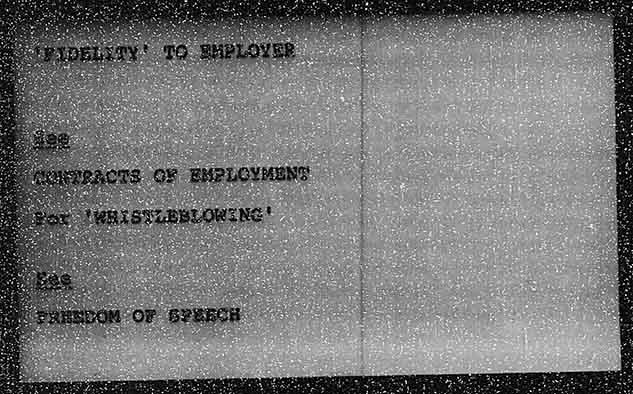 'FIDELITY' TO EMPLOYER
See
CONTRACTS OF EMPLOYMENT
For 'WHISTLEBLOWING'
See
FREEDOM OF SPEECH